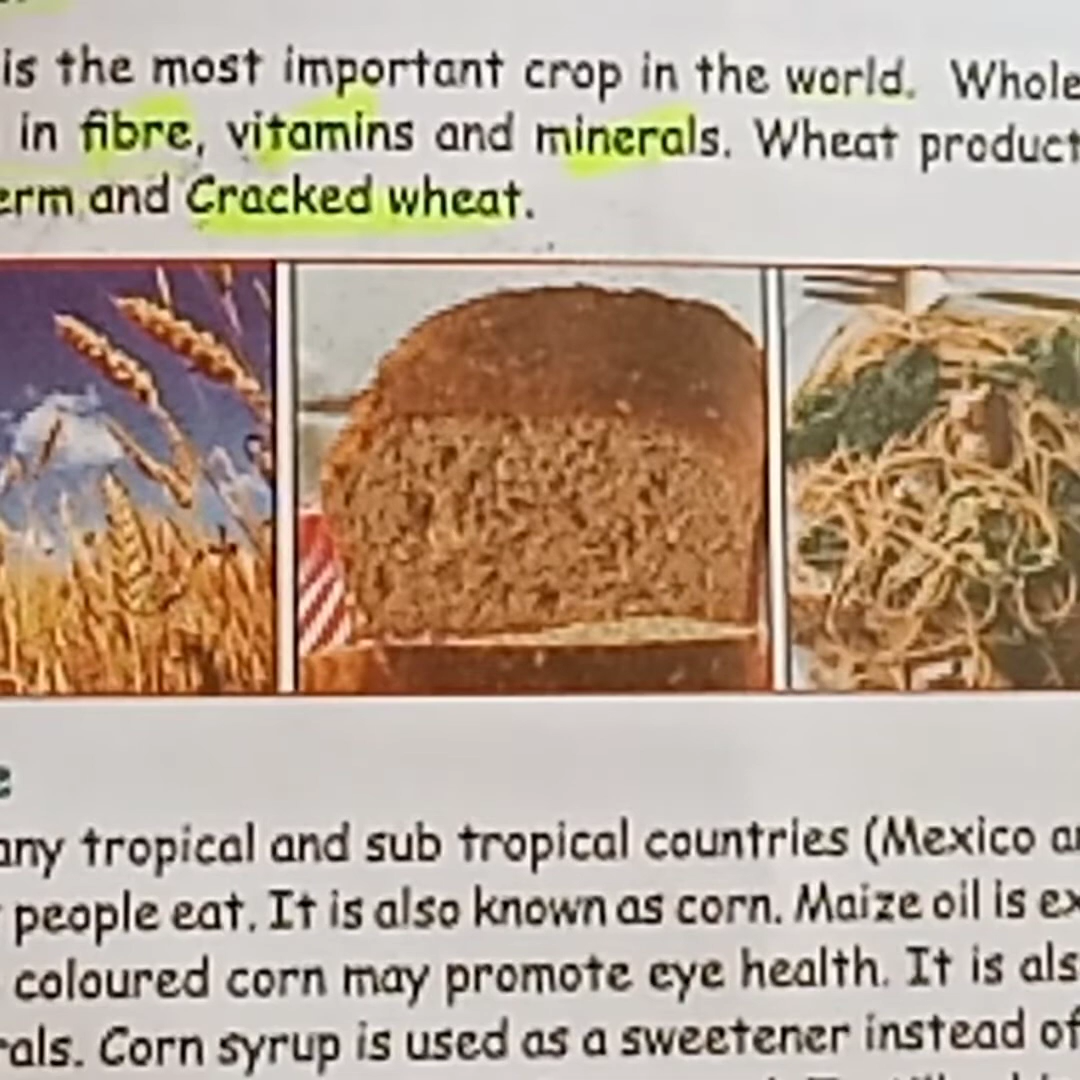 is the most important crop in the world. Whole
in fibre, vitamins and minerals. Wheat product
erm and Cracked wheat.
any tropical and sub tropical countries (Mexico a
people eat. It is also known as corn. Maize oil is ex
coloured corn may promote eye health. It is als
rals. Corn syrup is used as a sweetener instead of